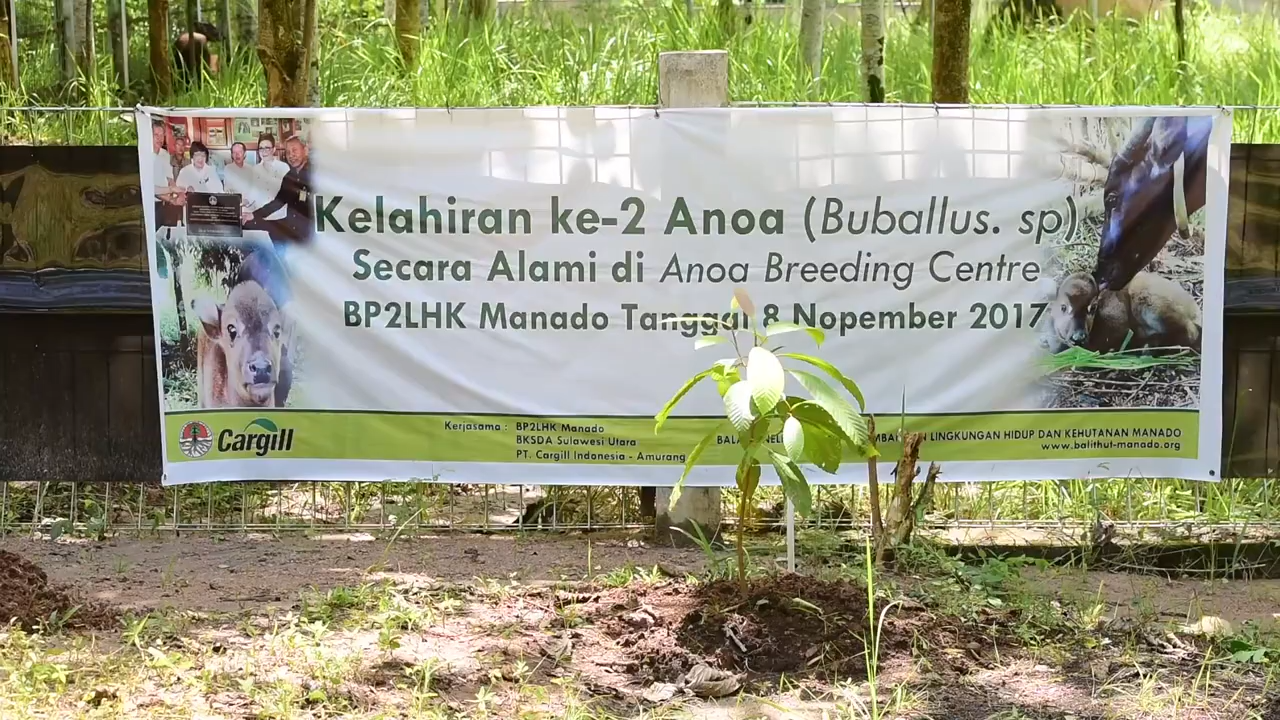 Kelahiran ke-2 Anoa (Buballus. sp)
Secara Alami di Anoa Breeding Centre
BP2LHK Manado Tanggal 8 Nopember 2017
Cargill
Kerjasama : BP2LHK Manado
BKSDA Sulawesi Utara
PT. Cargill Indonesia - Amurang
LINGKUNGAN HIDUP DAN KEHUTANAN MANADO
www.balithut-manado.org